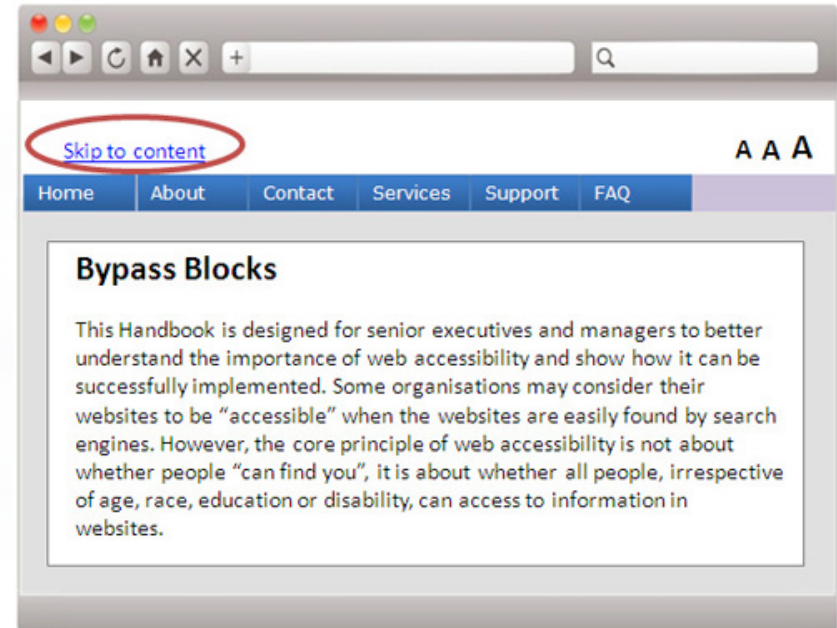 Skip to content
A A A
Home About Contact Services Support FAQ
Bypass Blocks
This Handbook is designed for senior executives and managers to better
understand the importance of web accessibility and show how it can be
successfully implemented. Some organisations may consider their
websites to be “accessible” when the websites are easily found by search
engines. However, the core principle of web accessibility is not about
whether people “can find you”, it is about whether all people, irrespective
of age, race, education or disability, can access to information in
websites.